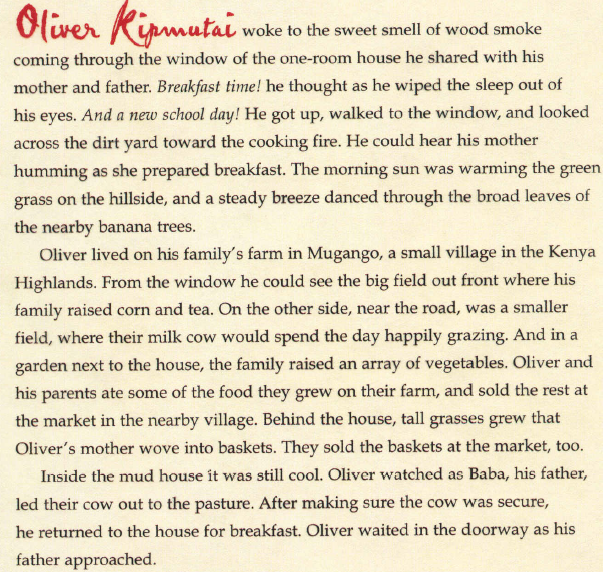 Oliver Kipmutai woke to the sweet smell of wood smoke
coming through the window of the one-room house he shared with his
mother and father. Breakfast time! he thought as he wiped the sleep out of
his eyes. And a new school day! He got up, walked to the window, and looked
across the dirt yard toward the cooking fire. He could hear his mother
humming as she prepared breakfast. The morning sun was warming the green
grass on the hillside, and a steady breeze danced through the broad leaves of
the nearby banana trees.
Oliver lived on his family's farm in Mugango, a small village in the Kenya
Highlands. From the window he could see the big field out front where his
family raised corn and tea. On the other side, near the road, was a smaller
field, where their milk cow would spend the day happily grazing. And in a
garden next to the house, the family raised an array of vegetables. Oliver and
his parents ate some of the food they grew on their farm, and sold the rest at
the market in the nearby village. Behind the house, tall grasses grew that
Oliver's mother wove into baskets. They sold the baskets at the market, too.
Inside the mud house it was still cool. Oliver watched as Baba, his father,
led their cow out to the pasture. After making sure the cow was secure,
he returned to the house for breakfast. Oliver waited in the doorway as his
father approached.